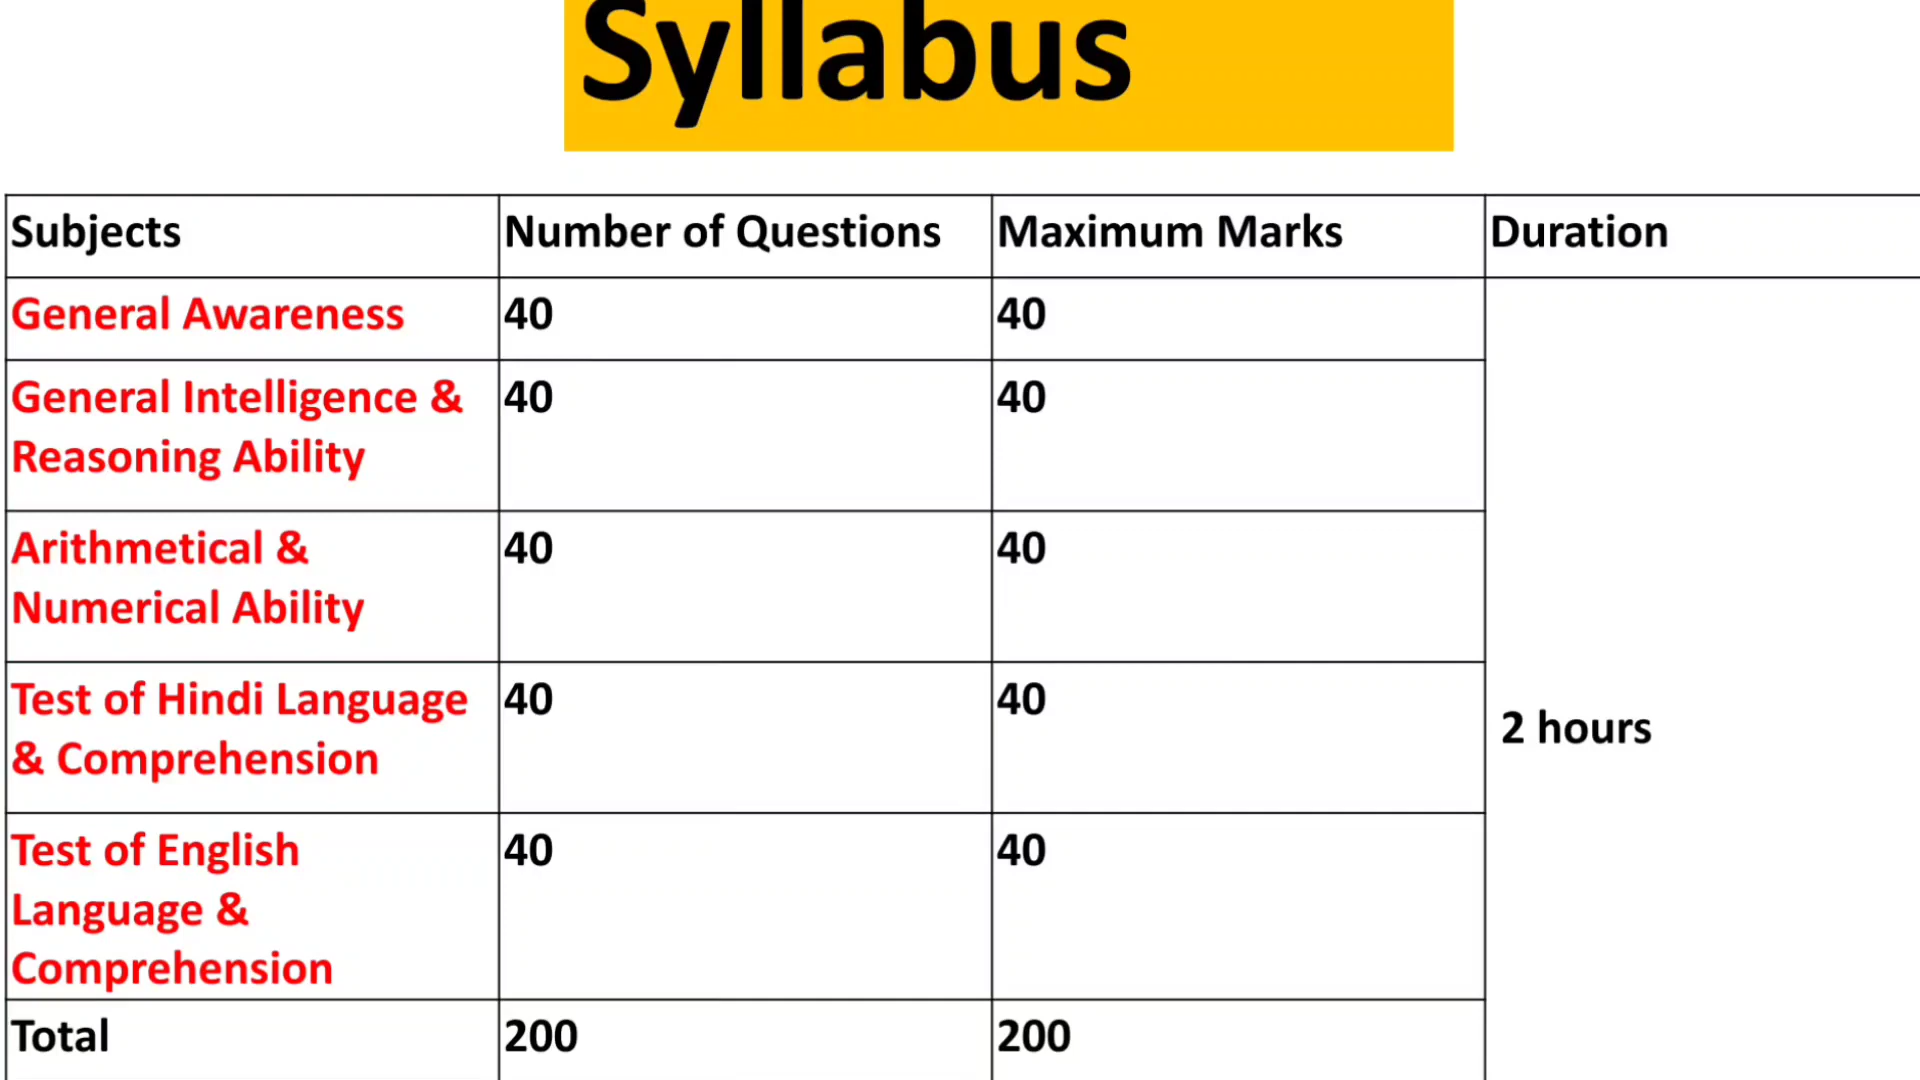 Syllabus
Subjects Number of Questions Maximum Marks Duration
General Awareness 40 40
General Intelligence & 40 40
Reasoning Ability
Arithmetical & 40 40
Numerical Ability
Test of Hindi Language 40 40
& Comprehension
2 hours
Test of English 40 40
Language &
Comprehension
Total 200 200